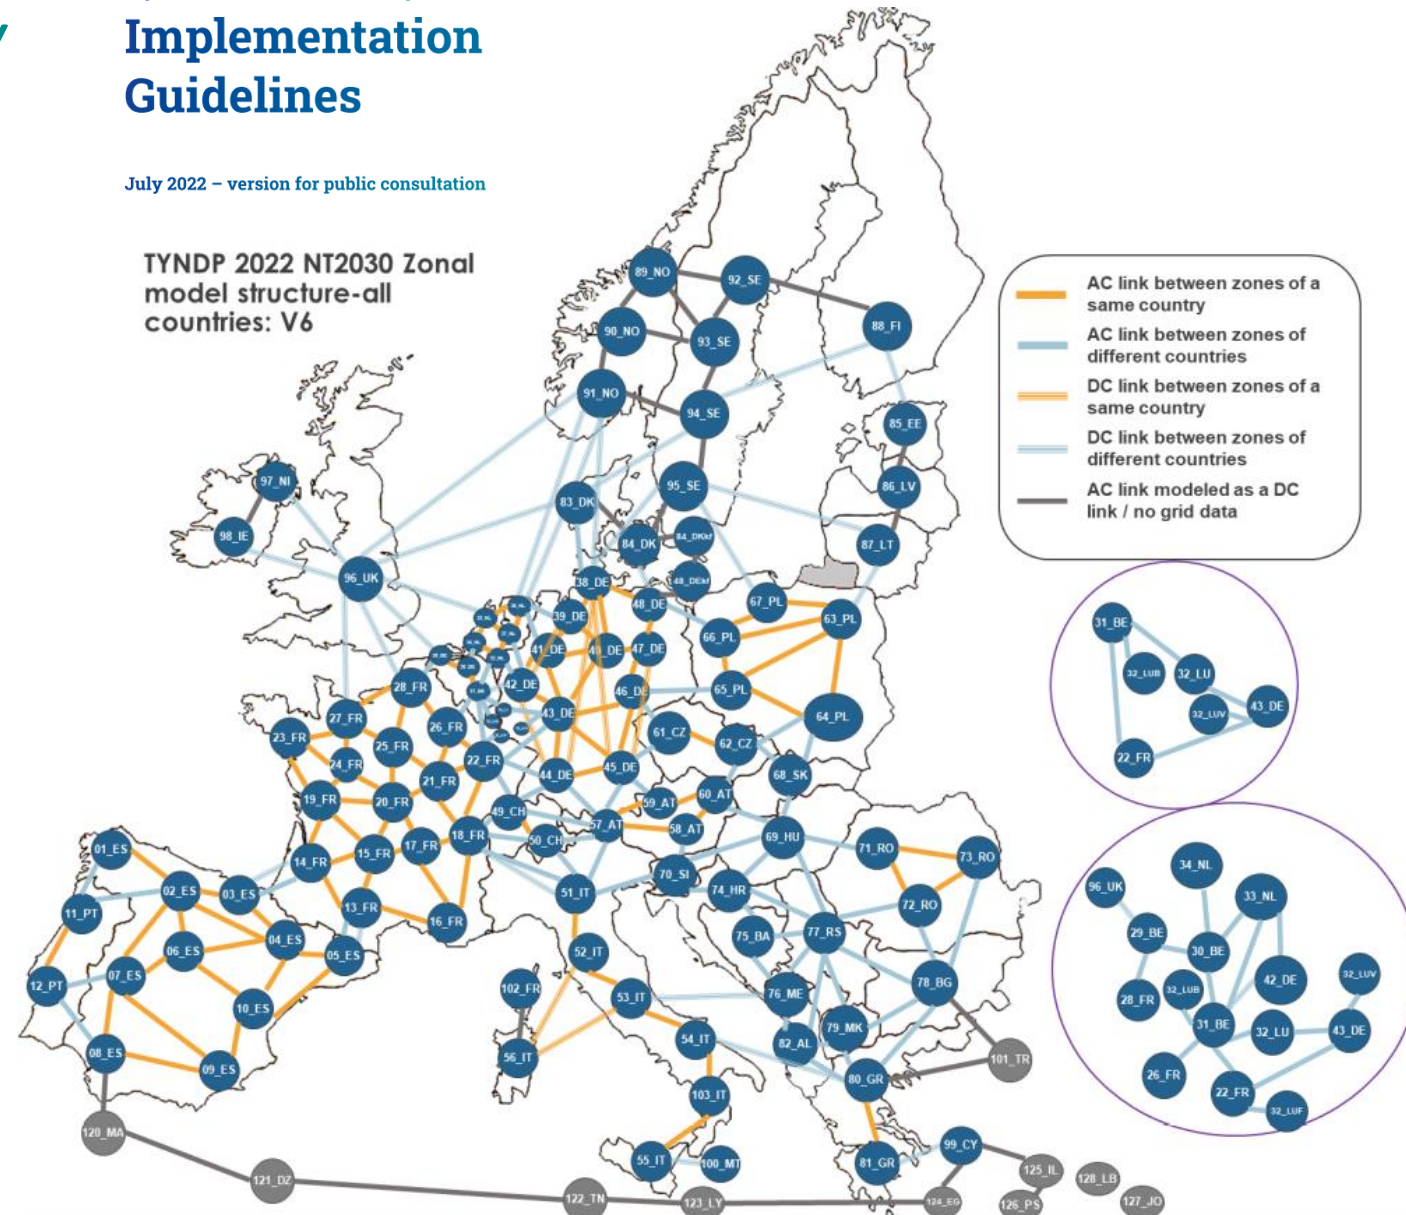 Implementation
Guidelines
July 2022 – version for public consultation
TYNDP 2022 NT2030 Zonal
model structure-all
countries: V6
AC link between zones of a
same country
AC link between zones of
different countries
DC link between zones of a
same country
DC link between zones of
different countries
AC link modeled as a DC
link / no grid data
89_NO
92_SE
90_NO
93_SE
88_FI
91_NO
94_SE
85_EE
97_NI
95_SE
86_LV
83_DK
98_IE
84_DK
84_DKkf
87_LT
96_UK
38_DE
48_DEkf
39_DE
48_DE
67_PL
63_PL
66_PL
41_DE
47_DE
28_FR
42_DE
46_DE
65_PL
27_FR
26_FR
43_DE
64_PL
23_FR
25_FR
61_CZ
62_CZ
24_FR
22_FR
21_FR
44_DE
45_DE
68_SK
19_FR
20_FR
49_CH
59_AT
60_AT
57_AT
58_AT
18_FR
50_CH
69_HU
01_ES
14_FR
15_FR
17_FR
71_RO
73_RO
02_ES
03_ES
51_IT
70_SI
74_HR
11_PT
13_FR
16_FR
72_RO
06_ES
04_ES
05_ES
52_IT
75_BA
77_RS
12_PT
07_ES
102_FR
53_IT
76_ME
78_BG
10_ES
79_MK
08_ES
54_IT
82_AL
09_ES
56_IT
80_GR
101_TR
103_IT
120_MA
55_IT
100_MT
81_GR
99_CY
121_DZ
122_TN
123_LY
124_EG
125_IL
126_PS
128_LB
127_JO
31_BE
32_LUB
32_LU
32_LUV
43_DE
22_FR
34_NL
96_UK
33_NL
29_BE
30_BE
42_DE
32_LUV
32_LUB
28_FR
31_BE
32_LU
43_DE
26_FR
22_FR
32_LUF